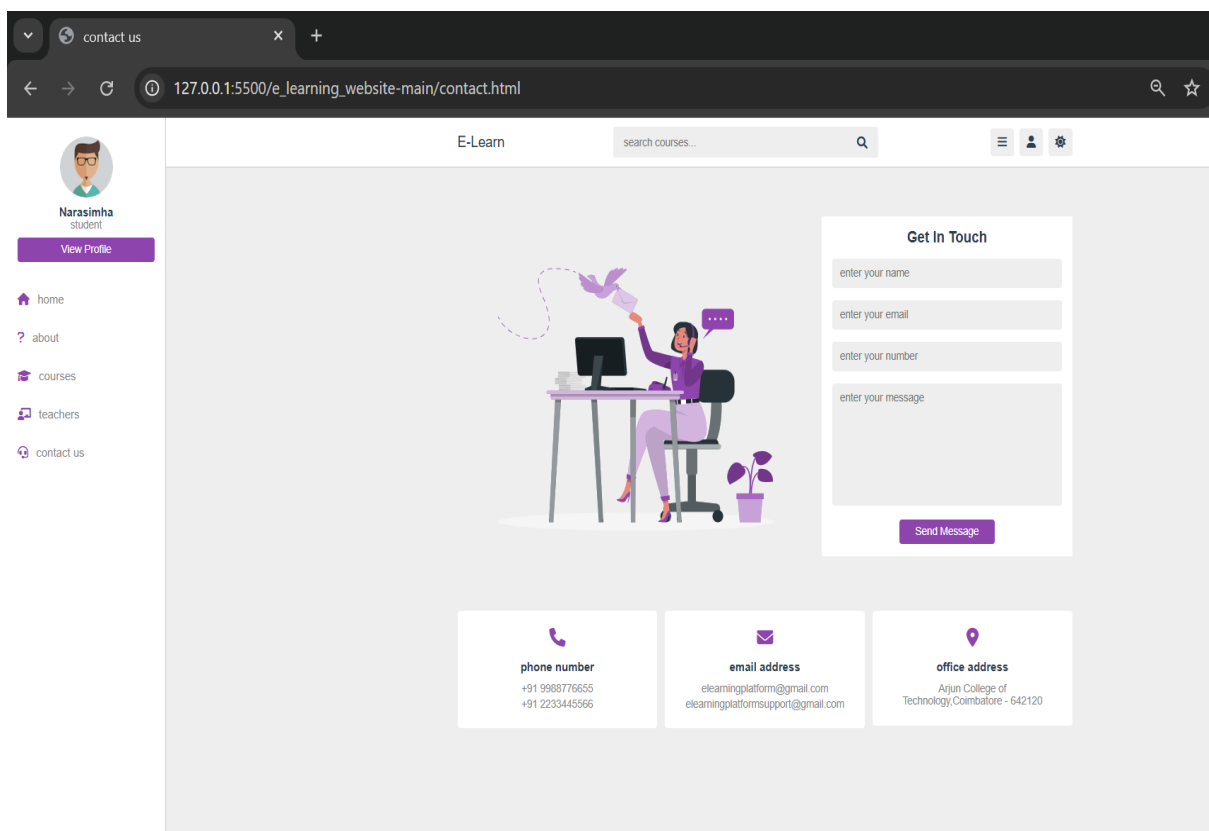 contact us
127.0.0.1:5500/e_learning_website-main/contact.html
Narasimha
student
View Profile
home
? about
courses
teachers
contact us
E-Learn
search courses...
Get In Touch
enter your name
enter your email
enter your number
enter your message
Send Message
phone number
+91 9988776655
+91 2233445566
email address
elearningplatform@gmail.com
elearningplatformsupport@gmail.com
office address
Arjun College of
Technology,Coimbatore - 642120